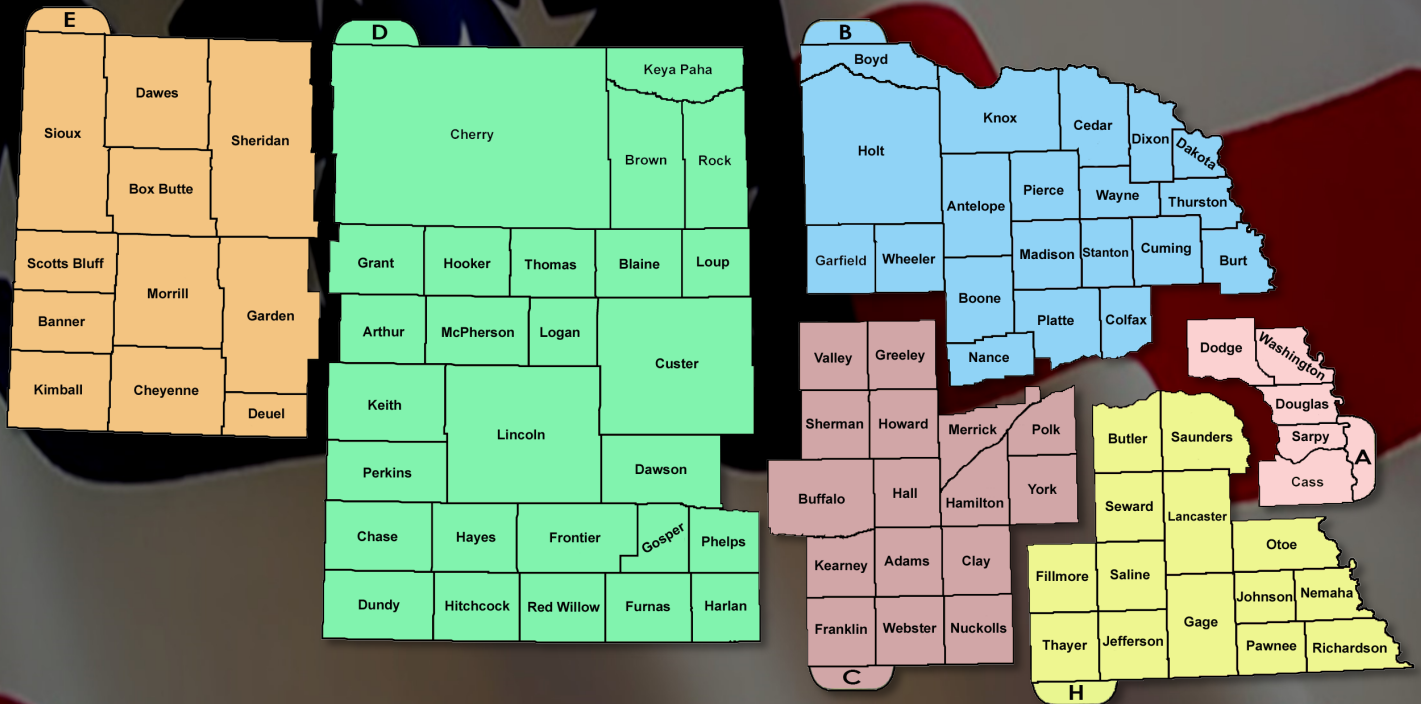 E
Sioux
Dawes
Sheridan
Box Butte
Scotts Bluff
Morrill
Banner
Garden
Kimball
Cheyenne
Deuel
D
Cherry
Keya Paha
Brown
Rock
Grant
Hooker
Thomas
Blaine
Loup
Arthur
McPherson
Logan
Custer
Keith
Lincoln
Perkins
Dawson
Chase
Hayes
Frontier
Gosper
Phelps
Dundy
Hitchcock
Red Willow
Furnas
Harlan
B
Boyd
Holt
Knox
Cedar
Dixon
Dakota
Antelope
Pierce
Wayne
Thurston
Garfield
Wheeler
Madison
Stanton
Cuming
Burt
Boone
Platte
Colfax
Nance
Valley
Greeley
Sherman
Howard
Merrick
Polk
Buffalo
Hall
Hamilton
York
Kearney
Adams
Clay
Franklin
Webster
Nuckolls
C
Dodge
Washington
Douglas
Sarpy
Cass
A
Butler
Saunders
Seward
Lancaster
Otoe
Fillmore
Saline
Johnson
Nemaha
Thayer
Jefferson
Gage
Pawnee
Richardson
H